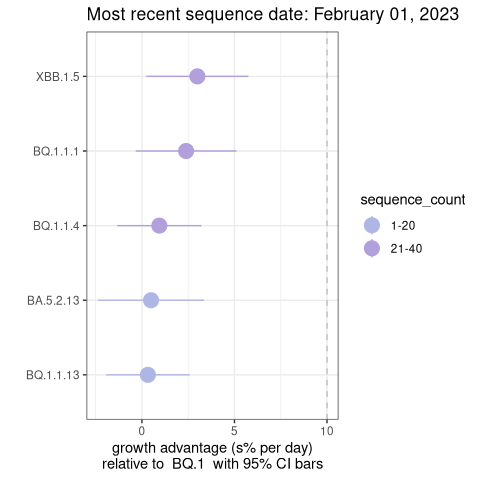 Most recent sequence date: February 01, 2023
XBB.1.5
BQ.1.1.1
BQ.1.1.4
BA.5.2.13
BQ.1.1.13
0 5 10
growth advantage (s% per day)
relative to BQ.1 with 95% CI bars
sequence_count
1-20
21-40